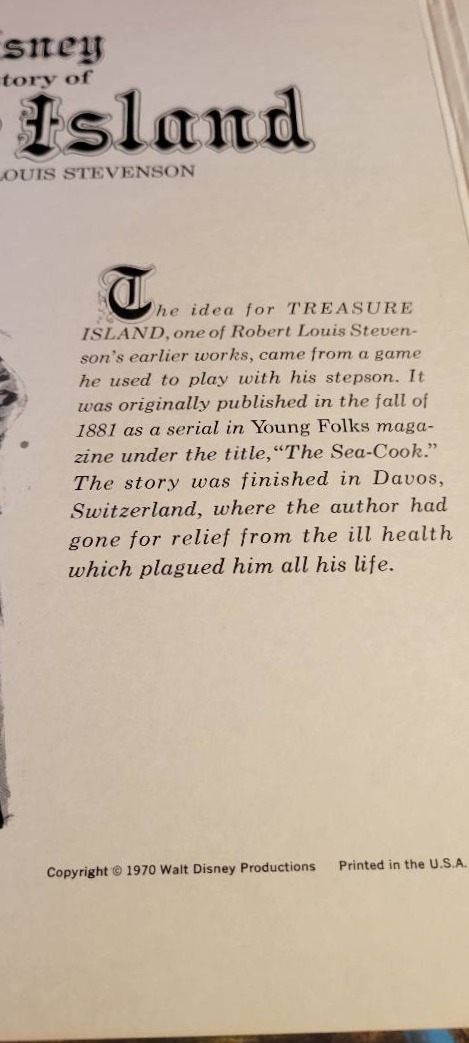 sney
tory of
Island
LOUIS STEVENSON
The idea for TREASURE
ISLAND, one of Robert Louis Steven-
son's earlier works, came from a game
he used to play with his stepson. It
was originally published in the fall of
1881 as a serial in Young Folks maga-
zine under the title, “The Sea-Cook.”
The story was finished in Davos,
Switzerland, where the author had
gone for relief from the ill health
which plagued him all his life.
Copyright © 1970 Walt Disney Productions Printed in the U.S.A.